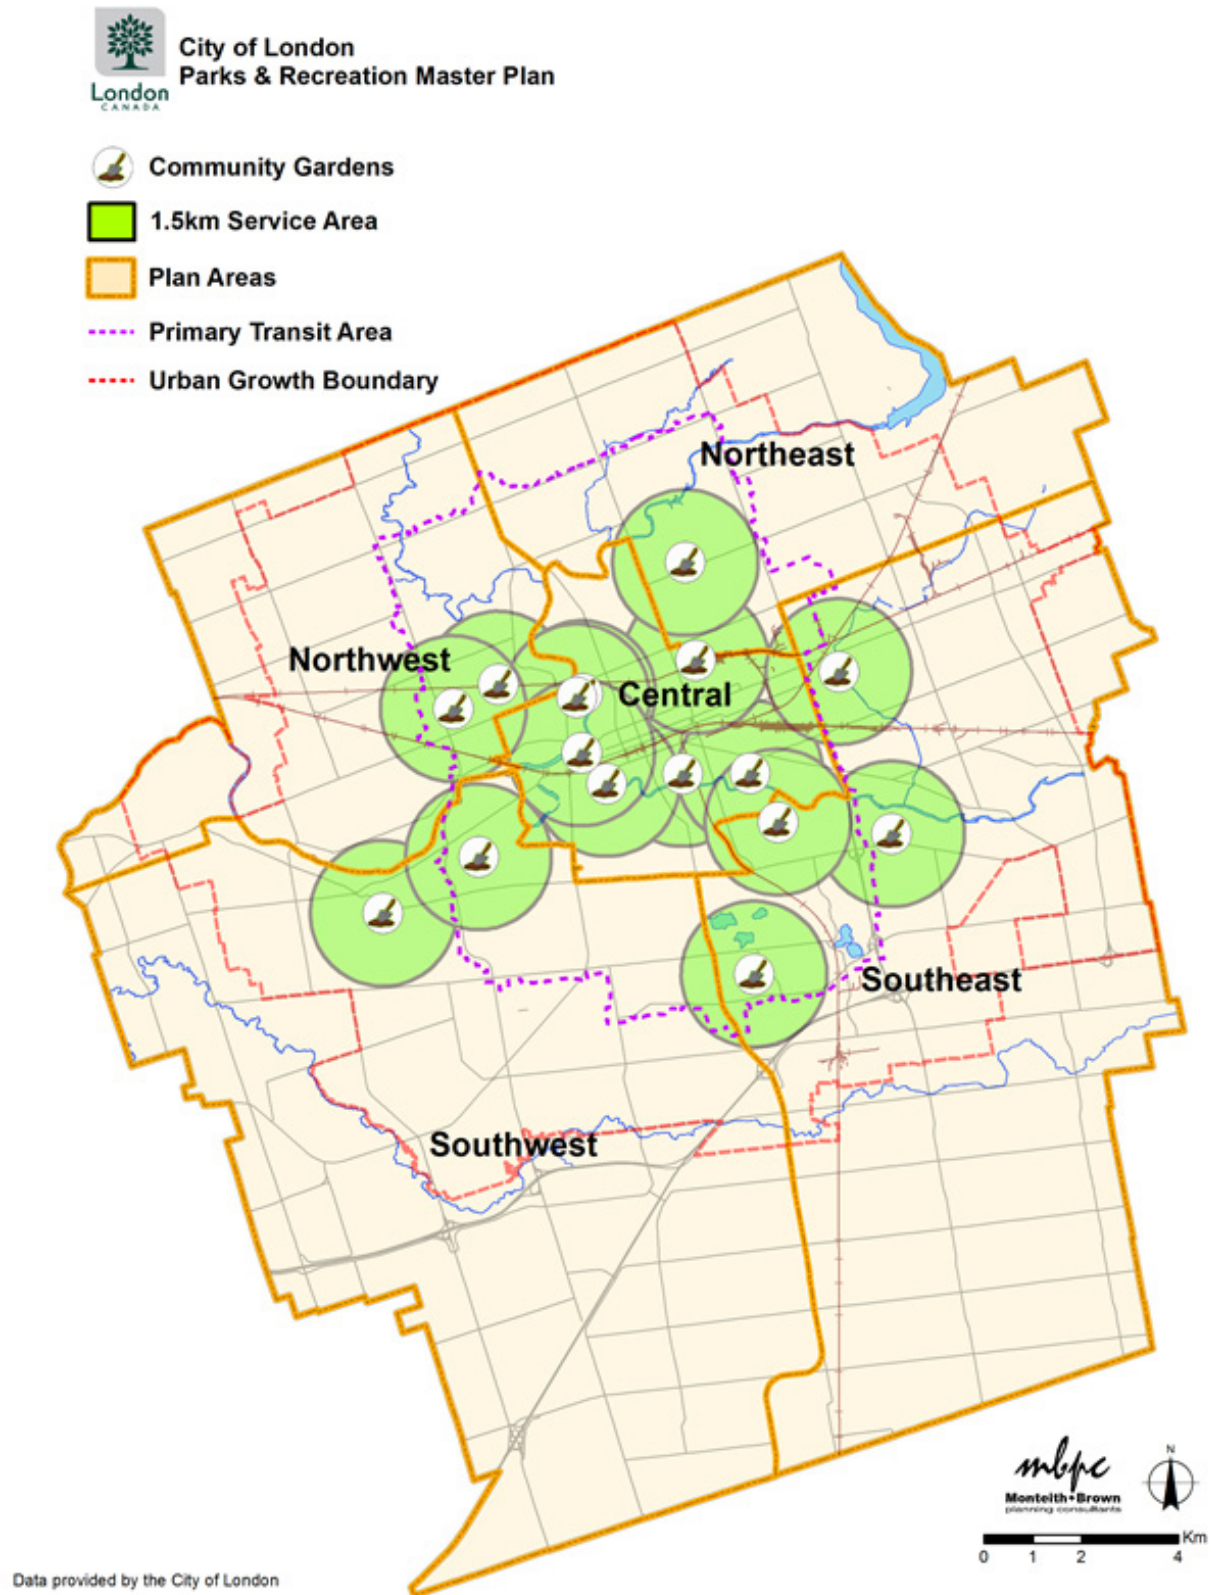 London
CANADA
City of London
Parks & Recreation Master Plan
Community Gardens
1.5km Service Area
Plan Areas
Primary Transit Area
Urban Growth Boundary
Northeast
Northwest
Central
Southeast
Southwest
mbpc
Monteith+Brown
planning consultants
N
Km
0 1 2 4
Data provided by the City of London